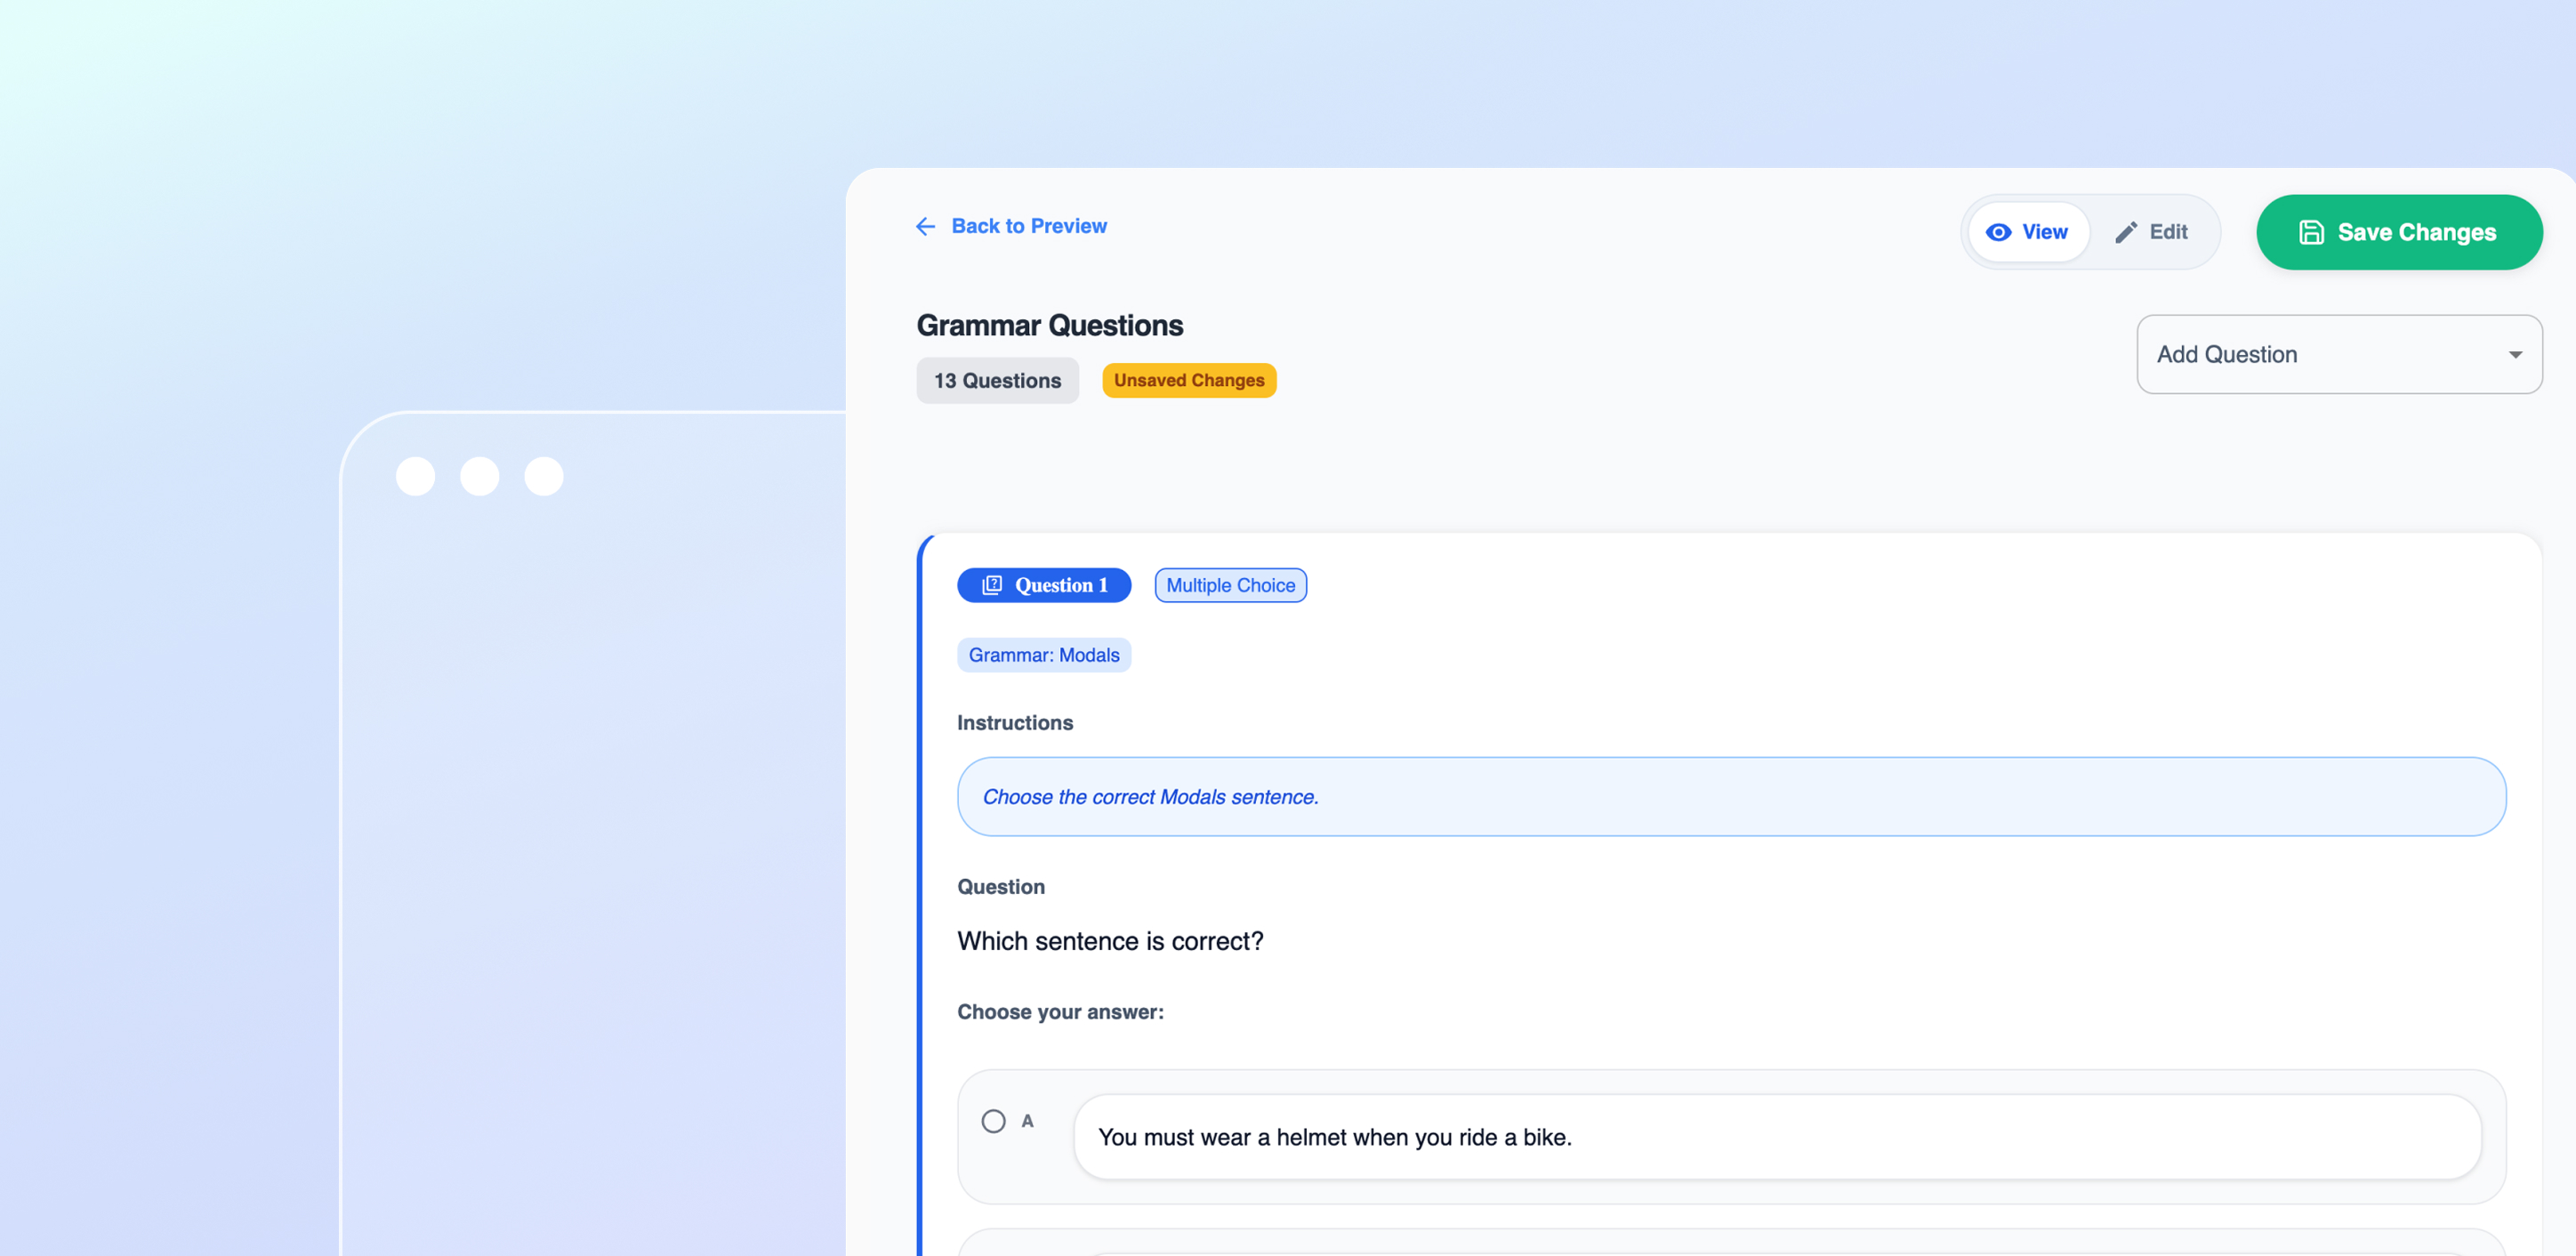 Back to Preview
View
Edit
Save Changes
Grammar Questions
13 Questions
Unsaved Changes
Add Question
Question 1
Multiple Choice
Grammar: Modals
Instructions
Choose the correct Modals sentence.
Question
Which sentence is correct?
Choose your answer:
A
You must wear a helmet when you ride a bike.